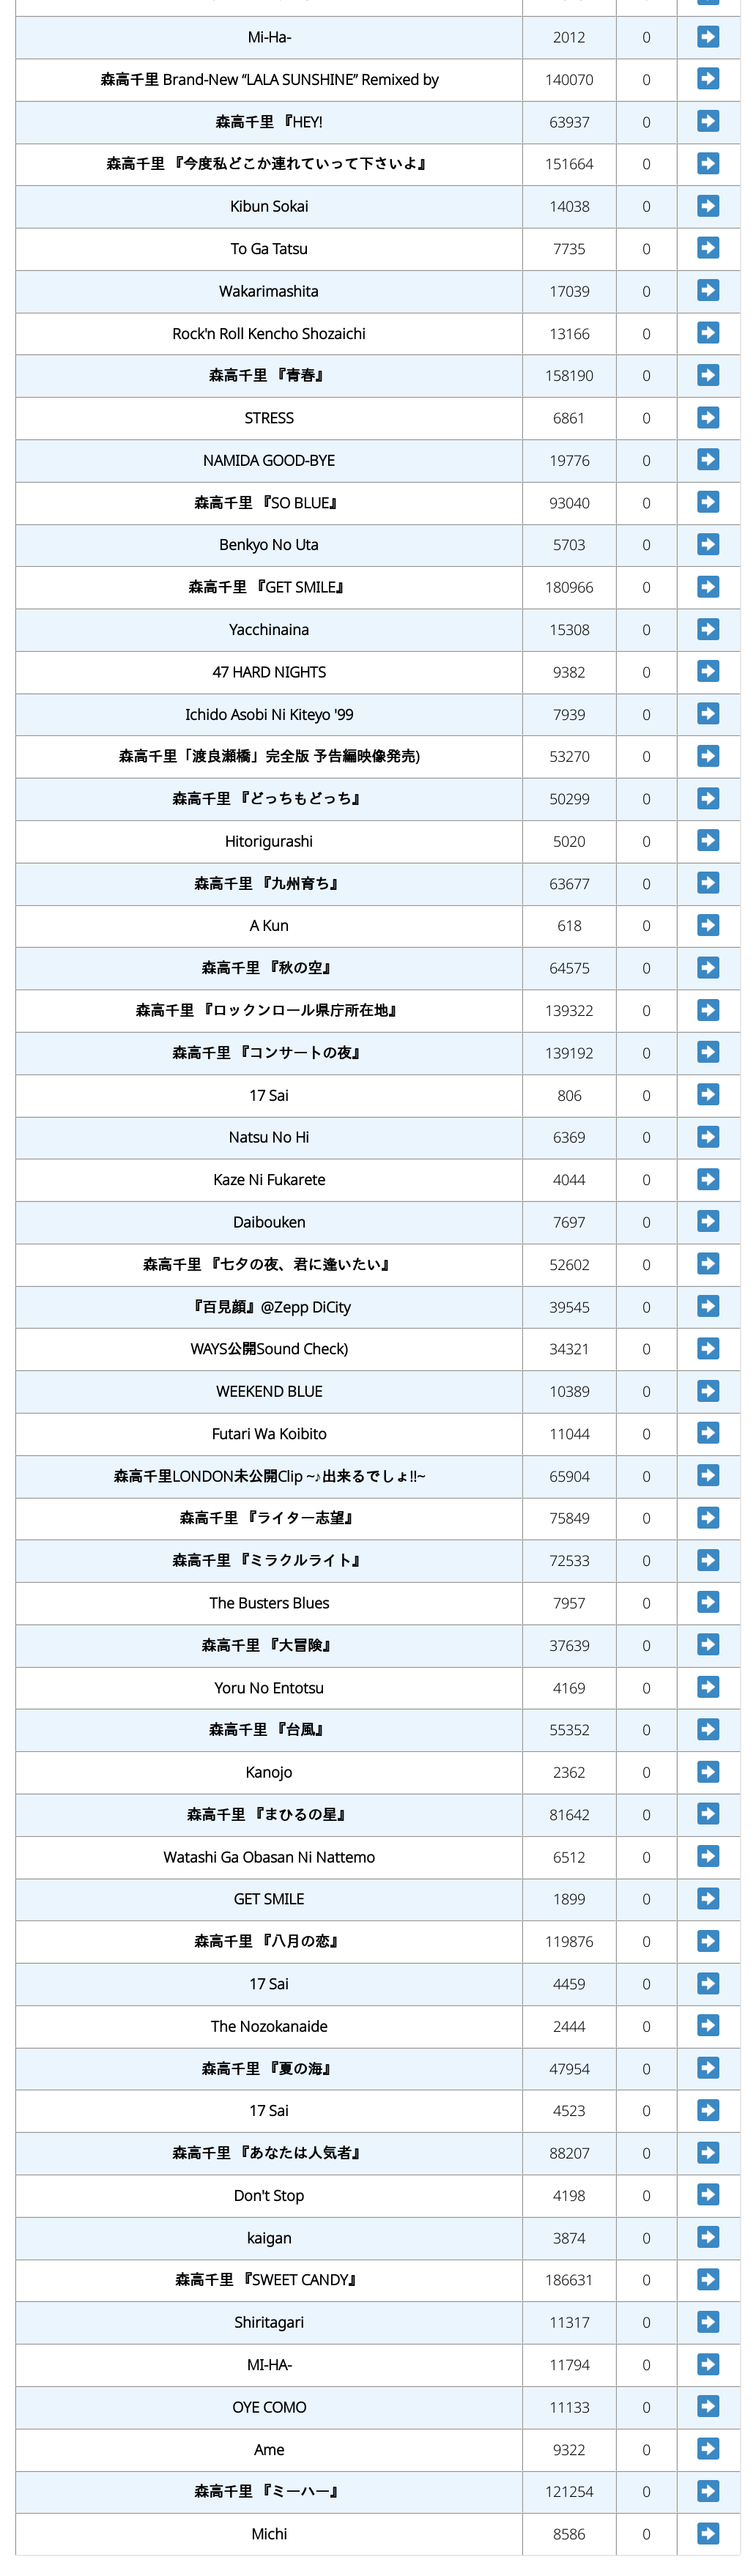 Mi-Ha- 2012 0
森高千里 Brand-New “LALA SUNSHINE” Remixed by 140070 0
森高千里 『HEY! 63937 0
森高千里 『今度私どこか連れていって下さいよ』 151664 0
Kibun Sokai 14038 0
To Ga Tatsu 7735 0
Wakarimashita 17039 0
Rock'n Roll Kencho Shozaichi 13166 0
森高千里 『青春』 158190 0
STRESS 6861 0
NAMIDA GOOD-BYE 19776 0
森高千里 『SO BLUE』 93040 0
Benkyo No Uta 5703 0
森高千里 『GET SMILE』 180966 0
Yacchinaina 15308 0
47 HARD NIGHTS 9382 0
Ichido Asobi Ni Kiteyo '99 7939 0
森高千里「渡良瀬橋」完全版 予告編映像発売) 53270 0
森高千里 『どっちもどっち』 50299 0
Hitorigurashi 5020 0
森高千里 『九州育ち』 63677 0
A Kun 618 0
森高千里 『秋の空』 64575 0
森高千里 『ロックンロール県庁所在地』 139322 0
森高千里 『コンサートの夜』 139192 0
17 Sai 806 0
Natsu No Hi 6369 0
Kaze Ni Fukarete 4044 0
Daibouken 7697 0
森高千里 『七夕の夜、君に逢いたい』 52602 0
『百見顔』@Zepp DiCity 39545 0
WAYS公開Sound Check) 34321 0
WEEKEND BLUE 10389 0
Futari Wa Koibito 11044 0
森高千里LONDON未公開Clip ~♪出来るでしょ!!~ 65904 0
森高千里 『ライター志望』 75849 0
森高千里 『ミラクルライト』 72533 0
The Busters Blues 7957 0
森高千里 『大冒険』 37639 0
Yoru No Entotsu 4169 0
森高千里 『台風』 55352 0
Kanojo 2362 0
森高千里 『まひるの星』 81642 0
Watashi Ga Obasan Ni Nattemo 6512 0
GET SMILE 1899 0
森高千里 『八月の恋』 119876 0
17 Sai 4459 0
The Nozokanaide 2444 0
森高千里 『夏の海』 47954 0
17 Sai 4523 0
森高千里 『あなたは人気者』 88207 0
Don't Stop 4198 0
kaigan 3874 0
森高千里 『SWEET CANDY』 186631 0
Shiritagari 11317 0
MI-HA- 11794 0
OYE COMO 11133 0
Ame 9322 0
森高千里 『ミーハー』 121254 0
Michi 8586 0